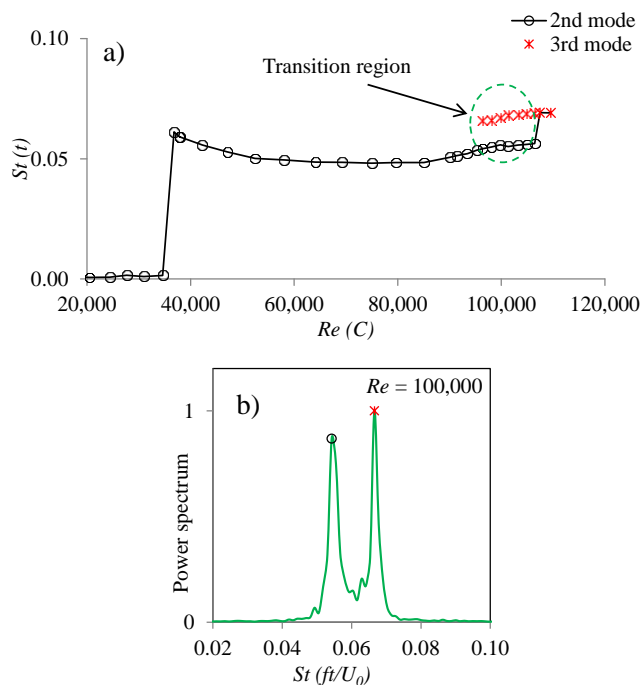 2nd mode
3rd mode
0.10
a)
Transition region
St (t)
0.05
0.00
20,000 40,000 60,000 80,000 100,000 120,000
Re (C)
b)
Re = 100,000
1
Power spectrum
0
0.02 0.04 0.06 0.08 0.10
St (ft/U₀)